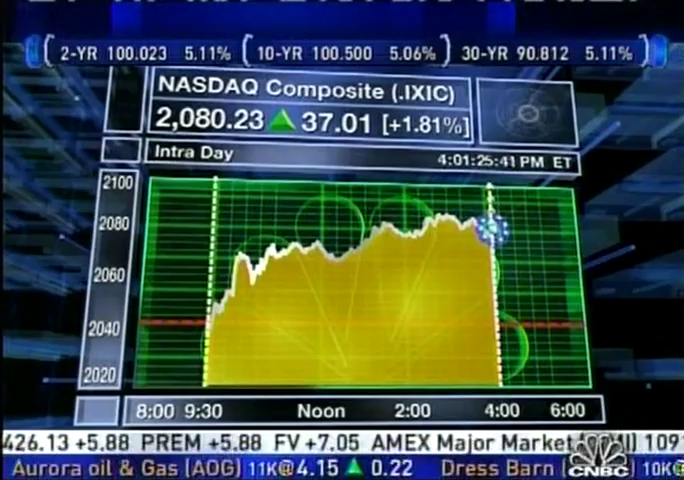 2-YR 100.023 5.11% 10-YR 100.500 5.06% 30-YR 90.812 5.11%
NASDAQ Composite (.IXIC)
2,080.23 37.01 [+1.81%]
Intra Day 4:01:25:41 PM ET
2100
2080
2060
2040
2020
8:00 9:30 Noon 2:00 4:00 6:00
426.13 +5.88 PREM +5.88 FV +7.05 AMEX Major Market 109
Aurora oil & Gas (AOG) 11K@4.15 0.22 Dress Barn 10K
CNBC